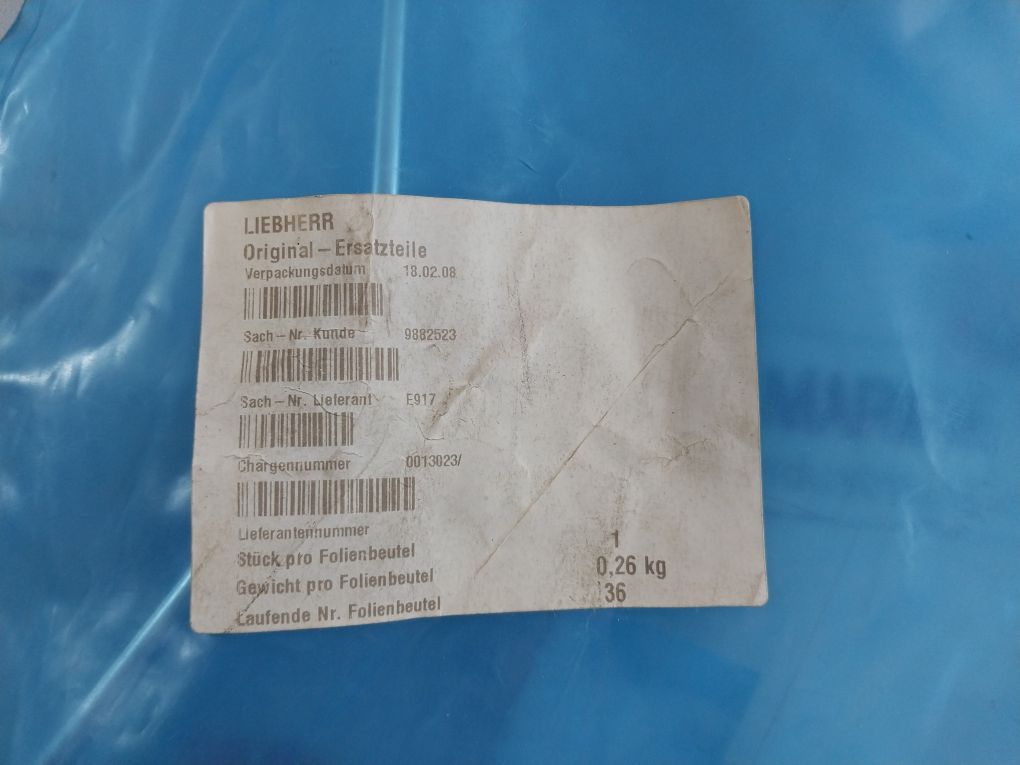 LIEBHERR
Original – Ersatzteile
Verpackungsdatum 18.02.08
Sach – Nr. Kunde 9882523
Sach – Nr. Lieferant E917
Chargennummer 0013023/
Lieferantennummer
Stück pro Folienbeutel 1
Gewicht pro Folienbeutel 0,26 kg
Laufende Nr. Folienbeutel 36